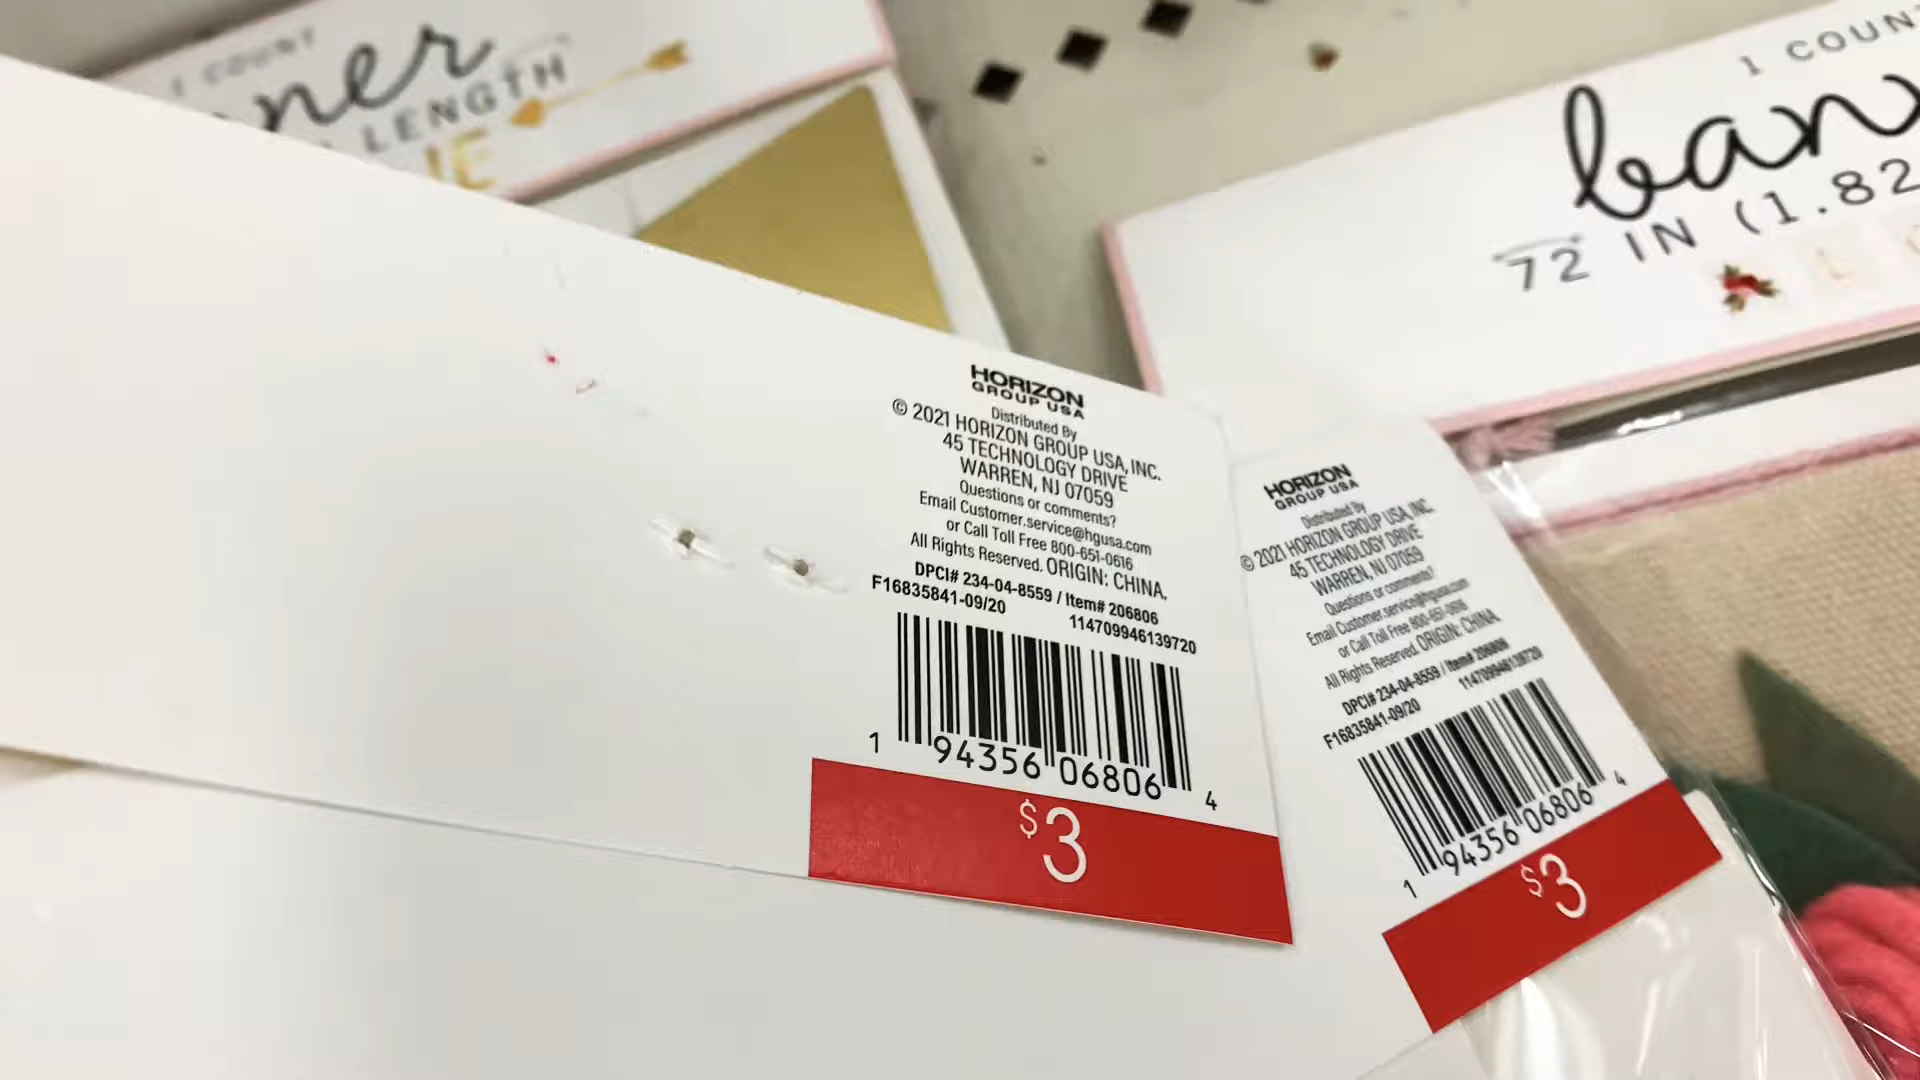 1 COUNT
ner
LENGTH
IE
1 COUN
bann
72 IN (1.82
HORIZON
GROUP USA
Distributed By
© 2021 HORIZON GROUP USA, INC.
45 TECHNOLOGY DRIVE
WARREN, NJ 07059
Questions or comments?
Email Customer.service@hgusa.com
or Call Toll Free 800-651-0616
All Rights Reserved. ORIGIN: CHINA.
DPCI# 234-04-8559 / Item# 206806
F16835841-09/20
114709946139720
1 94356 06806 4
$3
HORIZON
GROUP USA
Distributed By
© 2021 HORIZON GROUP USA, INC.
45 TECHNOLOGY DRIVE
WARREN, NJ 07059
Questions or comments?
Email Customer.service@hgusa.com
or Call Toll Free 800-651-0616
All Rights Reserved. ORIGIN: CHINA.
DPCI# 234-04-8559 / Item# 206806
F16835841-09/20
114709946139720
1 94356 06806 4
$3